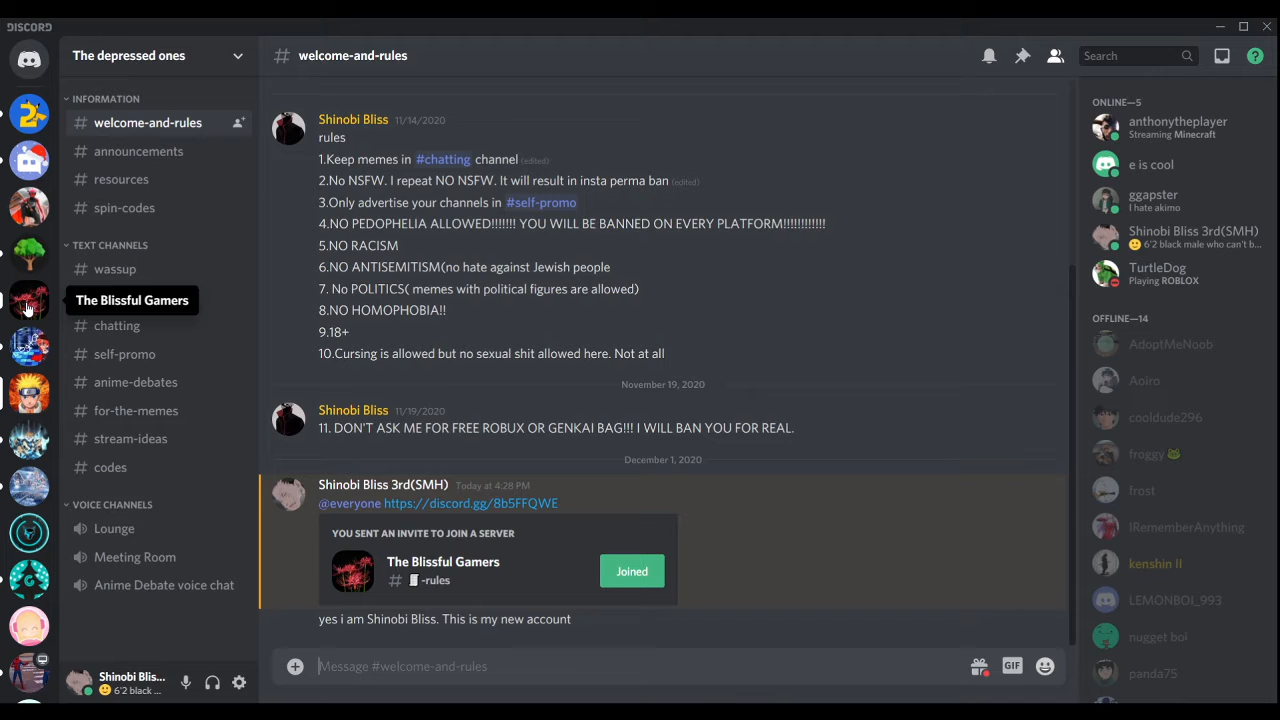 DISCORD
The depressed ones
INFORMATION
welcome-and-rules
announcements
resources
spin-codes
TEXT CHANNELS
wassup
The Blissful Gamers
chatting
self-promo
anime-debates
for-the-memes
stream-ideas
codes
VOICE CHANNELS
Lounge
Meeting Room
Anime Debate voice chat
Shinobi Blis...
6'2 black ...
# welcome-and-rules
Search
Shinobi Bliss 11/14/2020
rules
1.Keep memes in #chatting channel (edited)
2.No NSFW. I repeat NO NSFW. It will result in insta perma ban (edited)
3.Only advertise your channels in #self-promo
4.NO PEDOPHELIA ALLOWED!!!!!!! YOU WILL BE BANNED ON EVERY PLATFORM!!!!!!!!!!!!
5.NO RACISM
6.NO ANTISEMITISM(no hate against Jewish people
7. No POLITICS( memes with political figures are allowed)
8.NO HOMOPHOBIA!!
9.18+
10.Cursing is allowed but no sexual shit allowed here. Not at all
November 19, 2020
Shinobi Bliss 11/19/2020
11. DON'T ASK ME FOR FREE ROBUX OR GENKAI BAG!!! I WILL BAN YOU FOR REAL.
December 1, 2020
Shinobi Bliss 3rd(SMH) Today at 4:28 PM
@everyone https://discord.gg/8b5FFQWE
YOU SENT AN INVITE TO JOIN A SERVER
The Blissful Gamers
# -rules
Joined
yes i am Shinobi Bliss. This is my new account
Message #welcome-and-rules
GIF
ONLINE—5
anthonytheplayer
Streaming Minecraft
e is cool
ggapster
I hate akimo
Shinobi Bliss 3rd(SMH)
6'2 black male who can't b...
TurtleDog
Playing ROBLOX
OFFLINE—14
AdoptMeNoob
Aoiro
cooldude296
froggy
frost
IRememberAnything
kenshin II
LEMONBOI_993
nugget boi
panda75